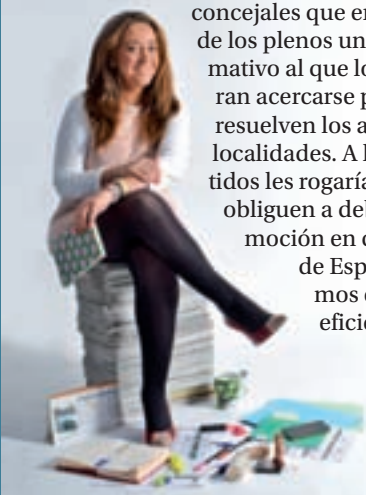 concejales que en
de los plenos un
mativo al que lo
ran acercarse p
resuelven los a
localidades. A l
tidos les rogaría
obliguen a deb
moción en c
de Esp
mos
eficie